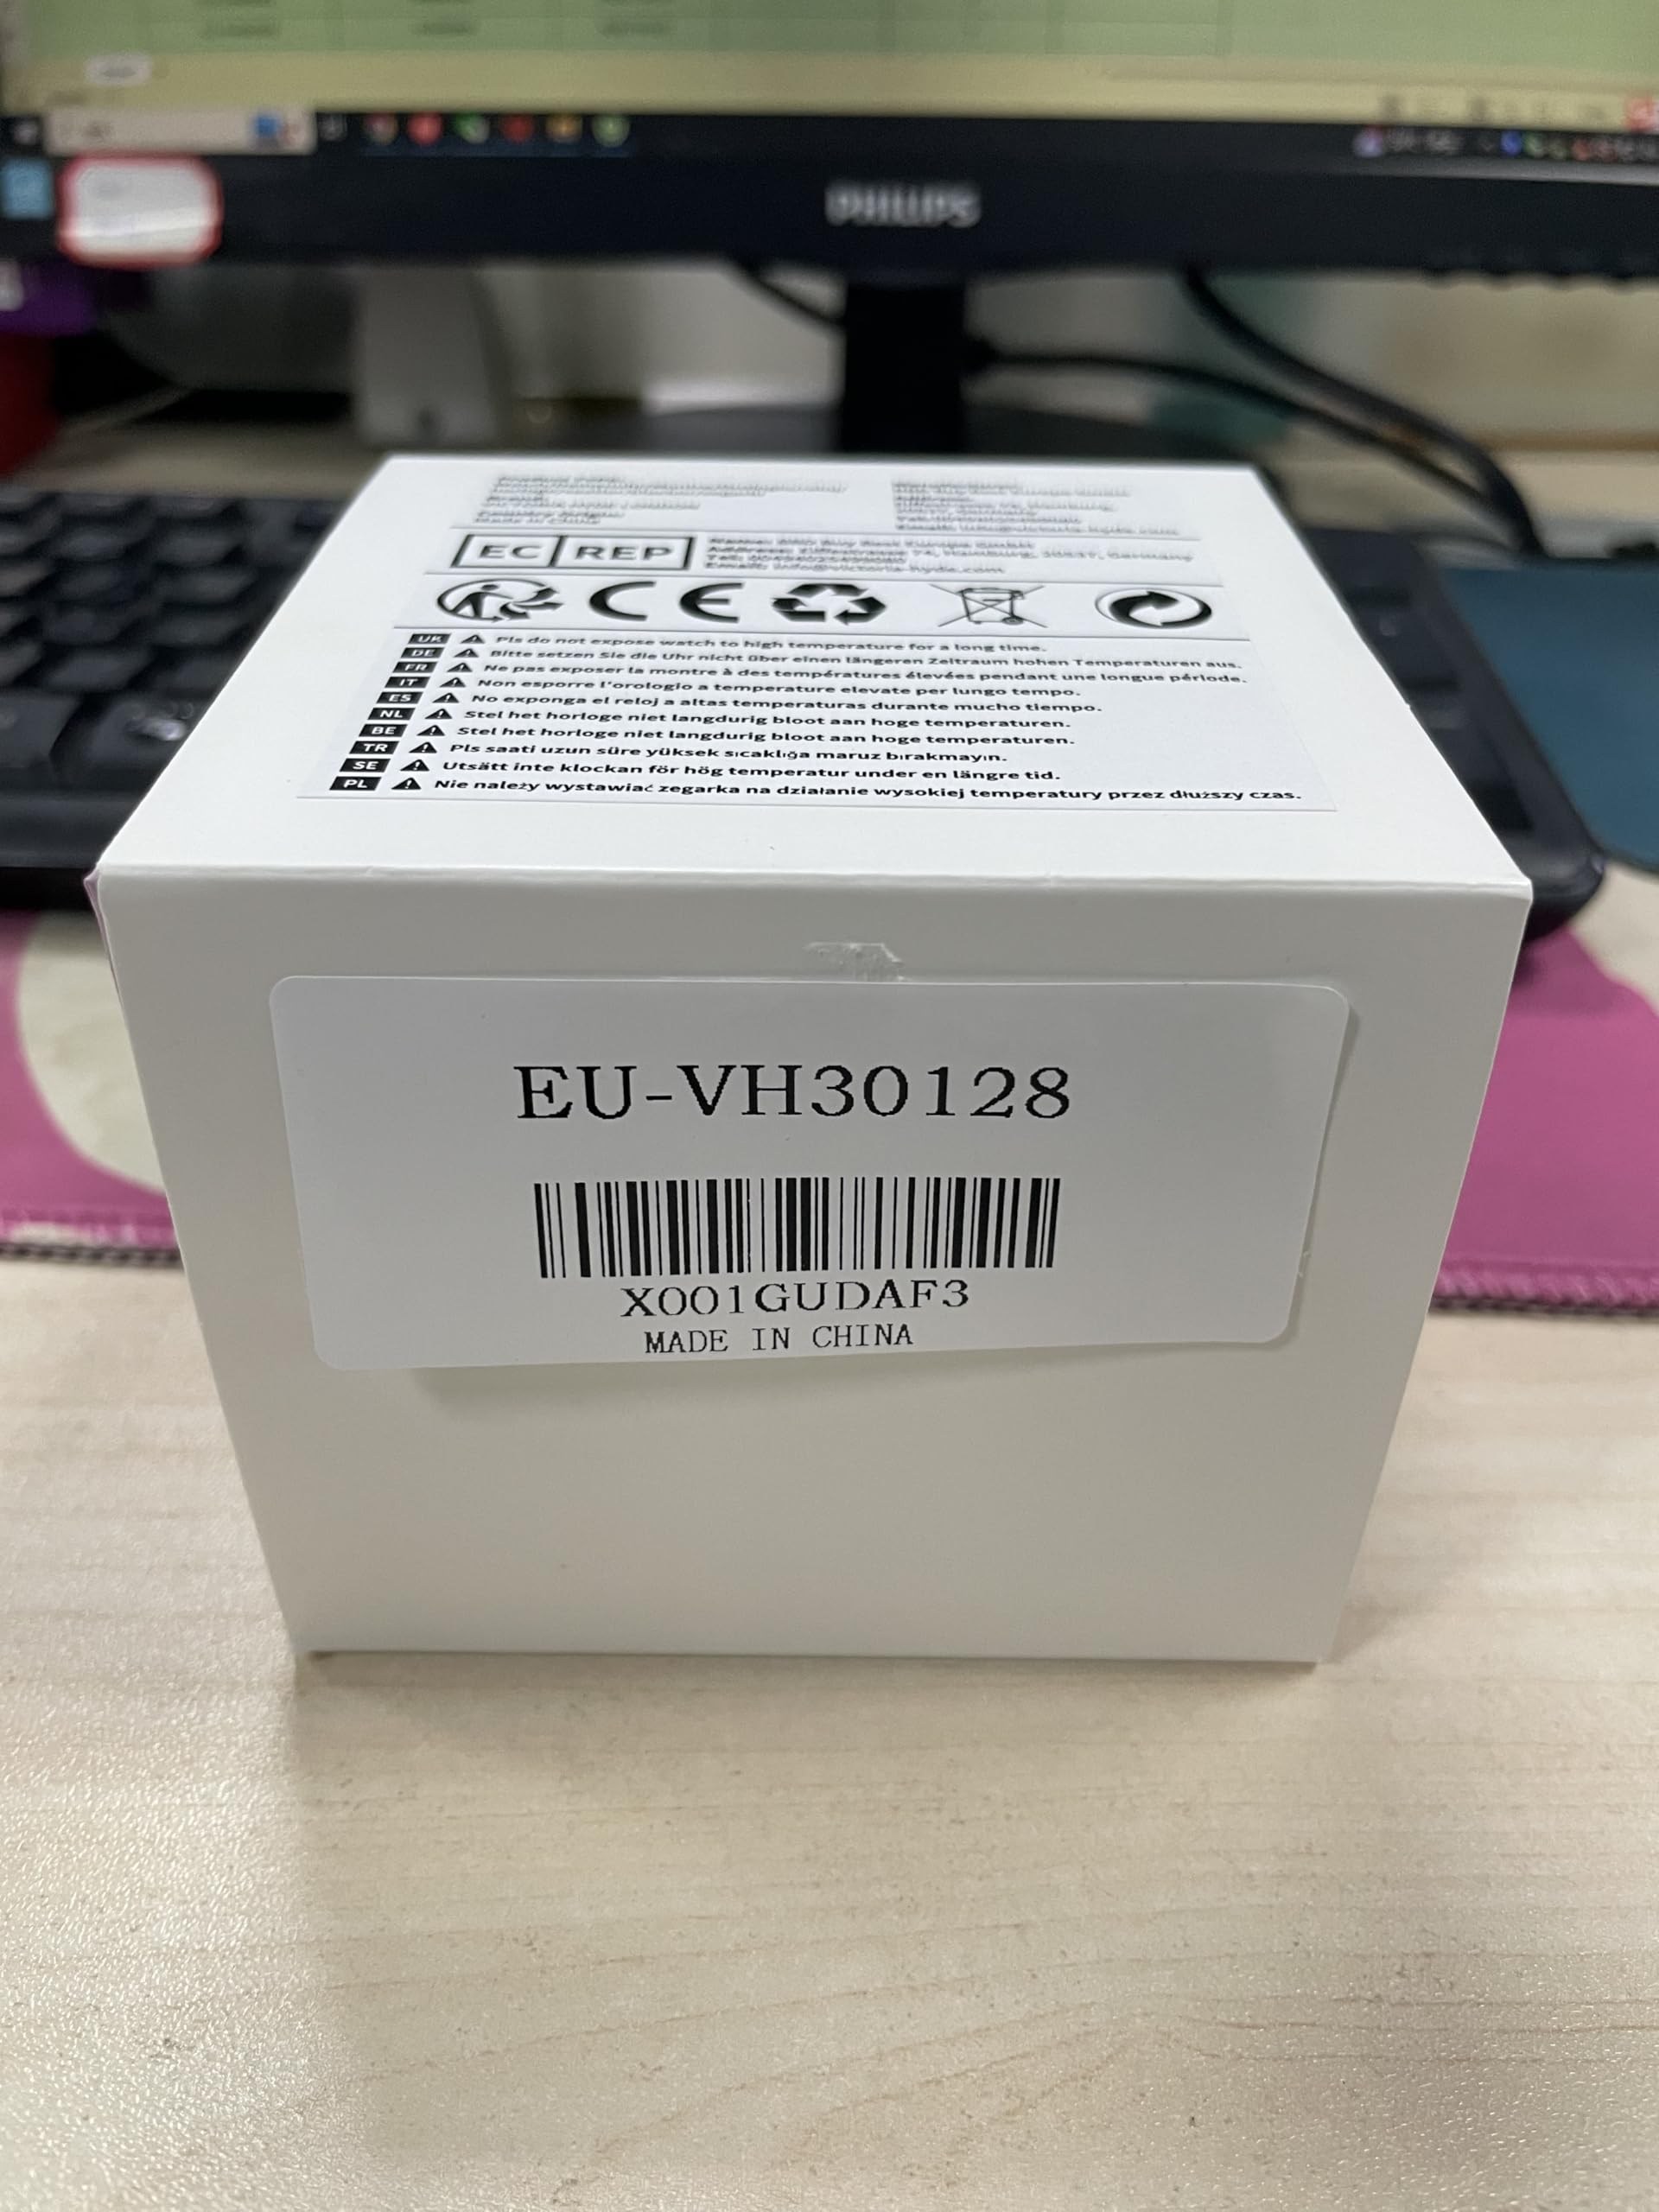 PHILIPS
EC REP
Address: 74, Hamburg, 20537, Germany
CE
UK Pls do not expose watch to high temperature for a long time.
DE Bitte setzen Sie die Uhr nicht über einen längeren Zeitraum hohen Temperaturen aus.
FR Ne pas exposer la montre à des températures élevées pendant une longue période.
IT Non esporre l'orologio a temperature elevate per lungo tempo.
ES No exponga el reloj a altas temperaturas durante mucho tiempo.
NL Stel het horloge niet langdurig bloot aan hoge temperaturen.
BE Stel het horloge niet langdurig bloot aan hoge temperaturen.
TR Pls saati uzun süre yüksek sıcaklığa maruz bırakmayın.
SE Utsätt inte klockan för hög temperatur under en längre tid.
PL Nie należy wystawiać zegarka na działanie wysokiej temperatury przez dłuższy czas.
EU-VH30128
X001GUDAF3
MADE IN CHINA